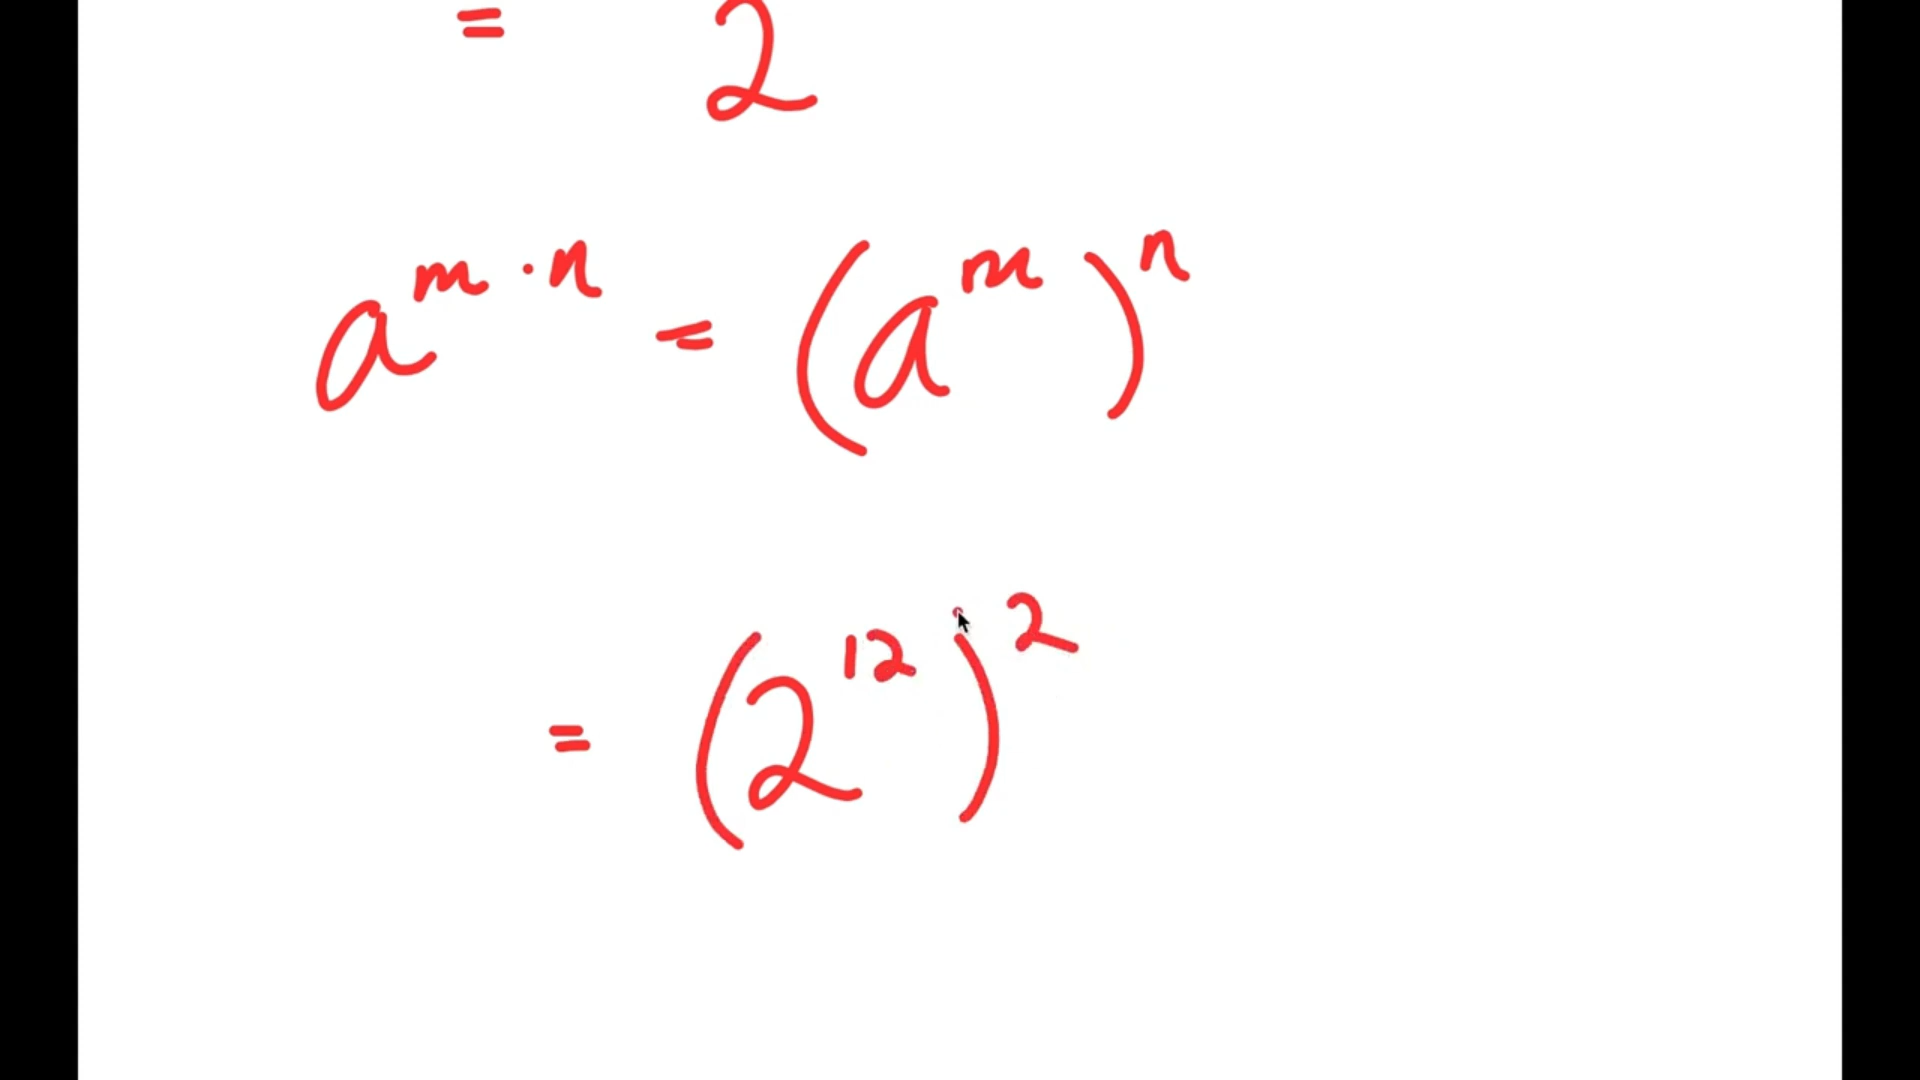 = 2
a^{m · n} = (a^m)^n
= (2^{12})^2